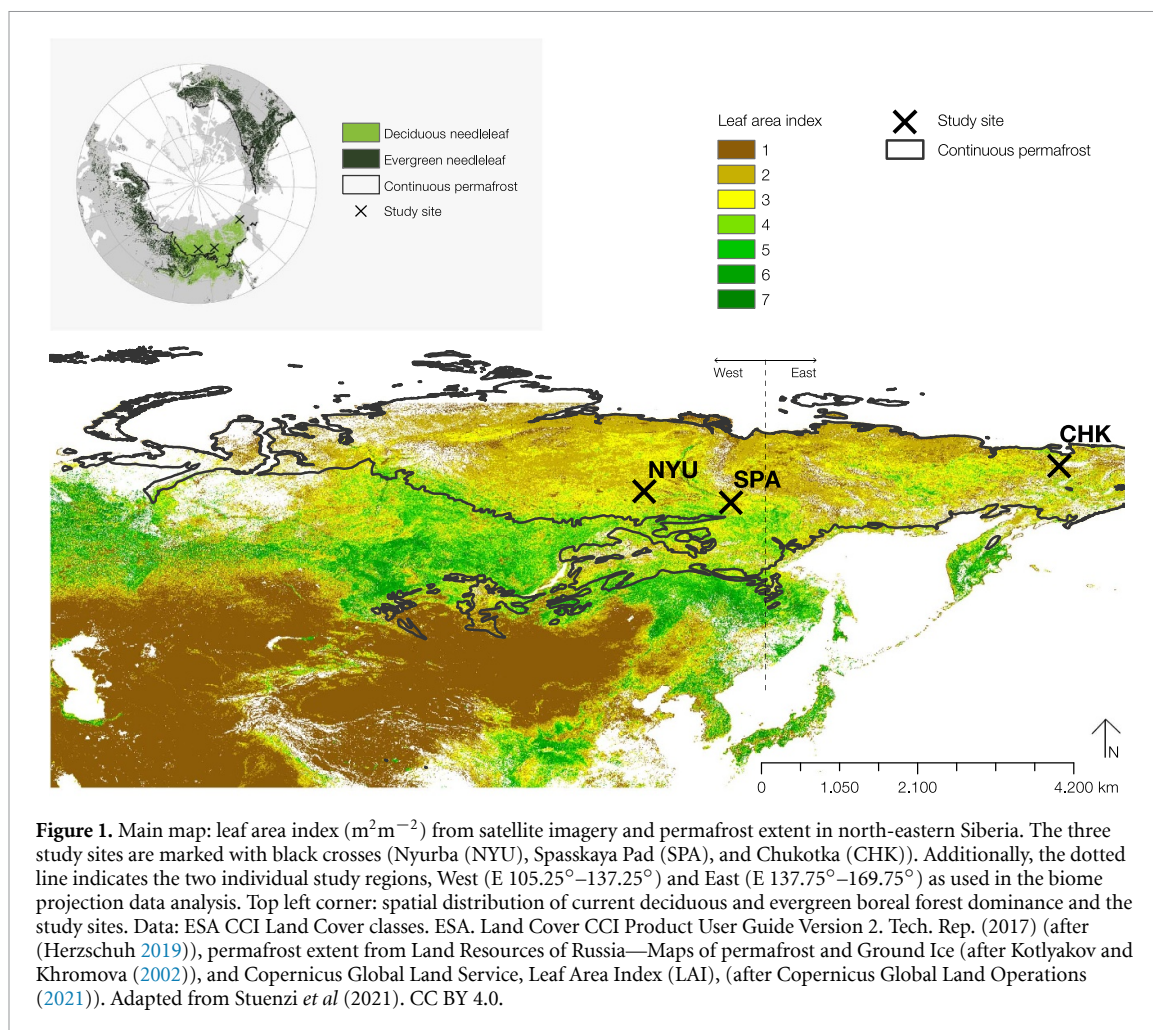 Deciduous needleleaf
Evergreen needleleaf
Continuous permafrost
Study site
Leaf area index
1
2
3
4
5
6
7
Study site
Continuous permafrost
West East
NYU
SPA
CHK
N
0 1.050 2.100 4.200 km
Figure 1. Main map: leaf area index (m²m⁻²) from satellite imagery and permafrost extent in north-eastern Siberia. The three
study sites are marked with black crosses (Nyurba (NYU), Spasskaya Pad (SPA), and Chukotka (CHK)). Additionally, the dotted
line indicates the two individual study regions, West (E 105.25°–137.25°) and East (E 137.75°–169.75°) as used in the biome
projection data analysis. Top left corner: spatial distribution of current deciduous and evergreen boreal forest dominance and the
study sites. Data: ESA CCI Land Cover classes. ESA. Land Cover CCI Product User Guide Version 2. Tech. Rep. (2017) (after
(Herzschuh 2019)), permafrost extent from Land Resources of Russia—Maps of permafrost and Ground Ice (after Kotlyakov and
Khromova (2002)), and Copernicus Global Land Service, Leaf Area Index (LAI), (after Copernicus Global Land Operations
(2021)). Adapted from Stuenzi et al (2021). CC BY 4.0.